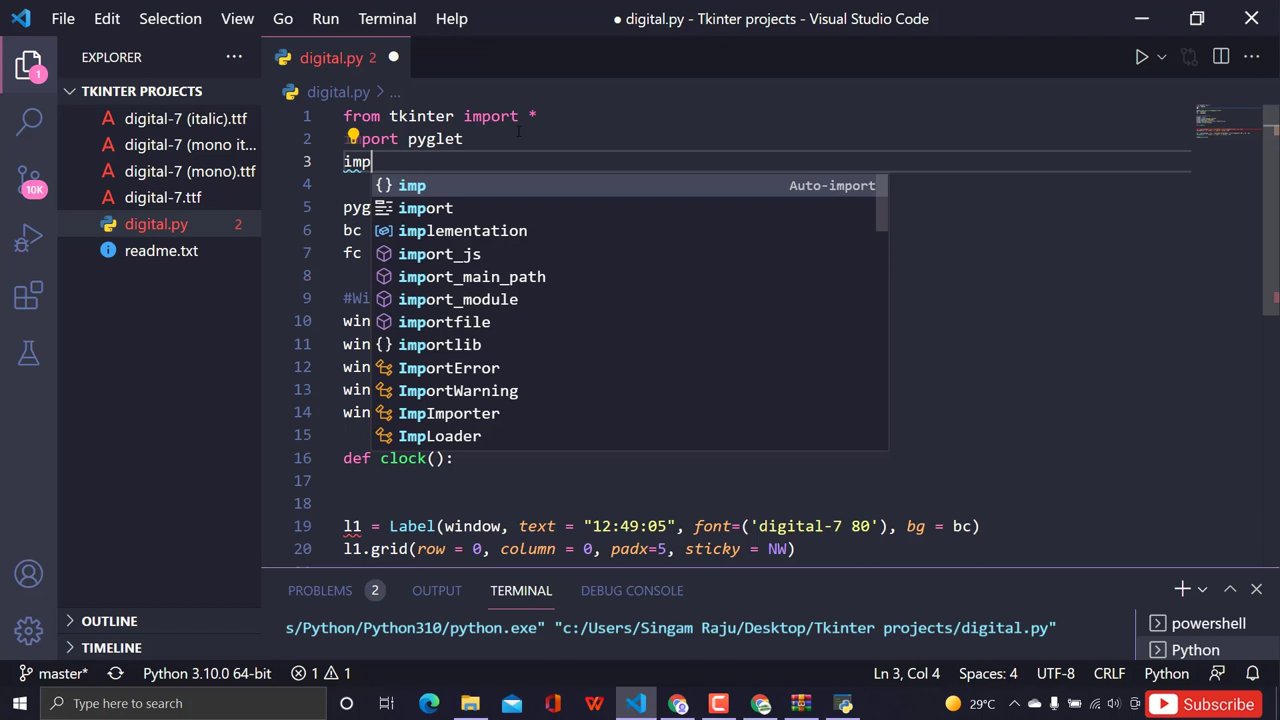 File Edit Selection View Go Run Terminal Help ● digital.py - Tkinter projects - Visual Studio Code
EXPLORER
digital.py 2
1
TKINTER PROJECTS
digital.py > ...
digital-7 (italic).ttf
digital-7 (mono it...
digital-7 (mono).ttf
digital-7.ttf
digital.py 2
readme.txt
10K
1 from tkinter import *
2 import pyglet
3 imp
4
5 pyg
6 bc
7 fc
8
9 #Wi
10 win
11 win
12 win
13 win
14 win
15
16 def clock():
17
18
19 l1 = Label(window, text = "12:49:05", font=('digital-7 80'), bg = bc)
20 l1.grid(row = 0, column = 0, padx=5, sticky = NW)
{} imp Auto-import
import
implementation
import_js
import_main_path
import_module
importfile
{} importlib
ImportError
ImportWarning
ImpImporter
ImpLoader
PROBLEMS 2 OUTPUT TERMINAL DEBUG CONSOLE
s/Python/Python310/python.exe" "c:/Users/Singam Raju/Desktop/Tkinter projects/digital.py"
powershell
Python
OUTLINE
TIMELINE
master* Python 3.10.0 64-bit 1 1 Ln 3, Col 4 Spaces: 4 UTF-8 CRLF Python
Type here to search
29°C
Subscribe